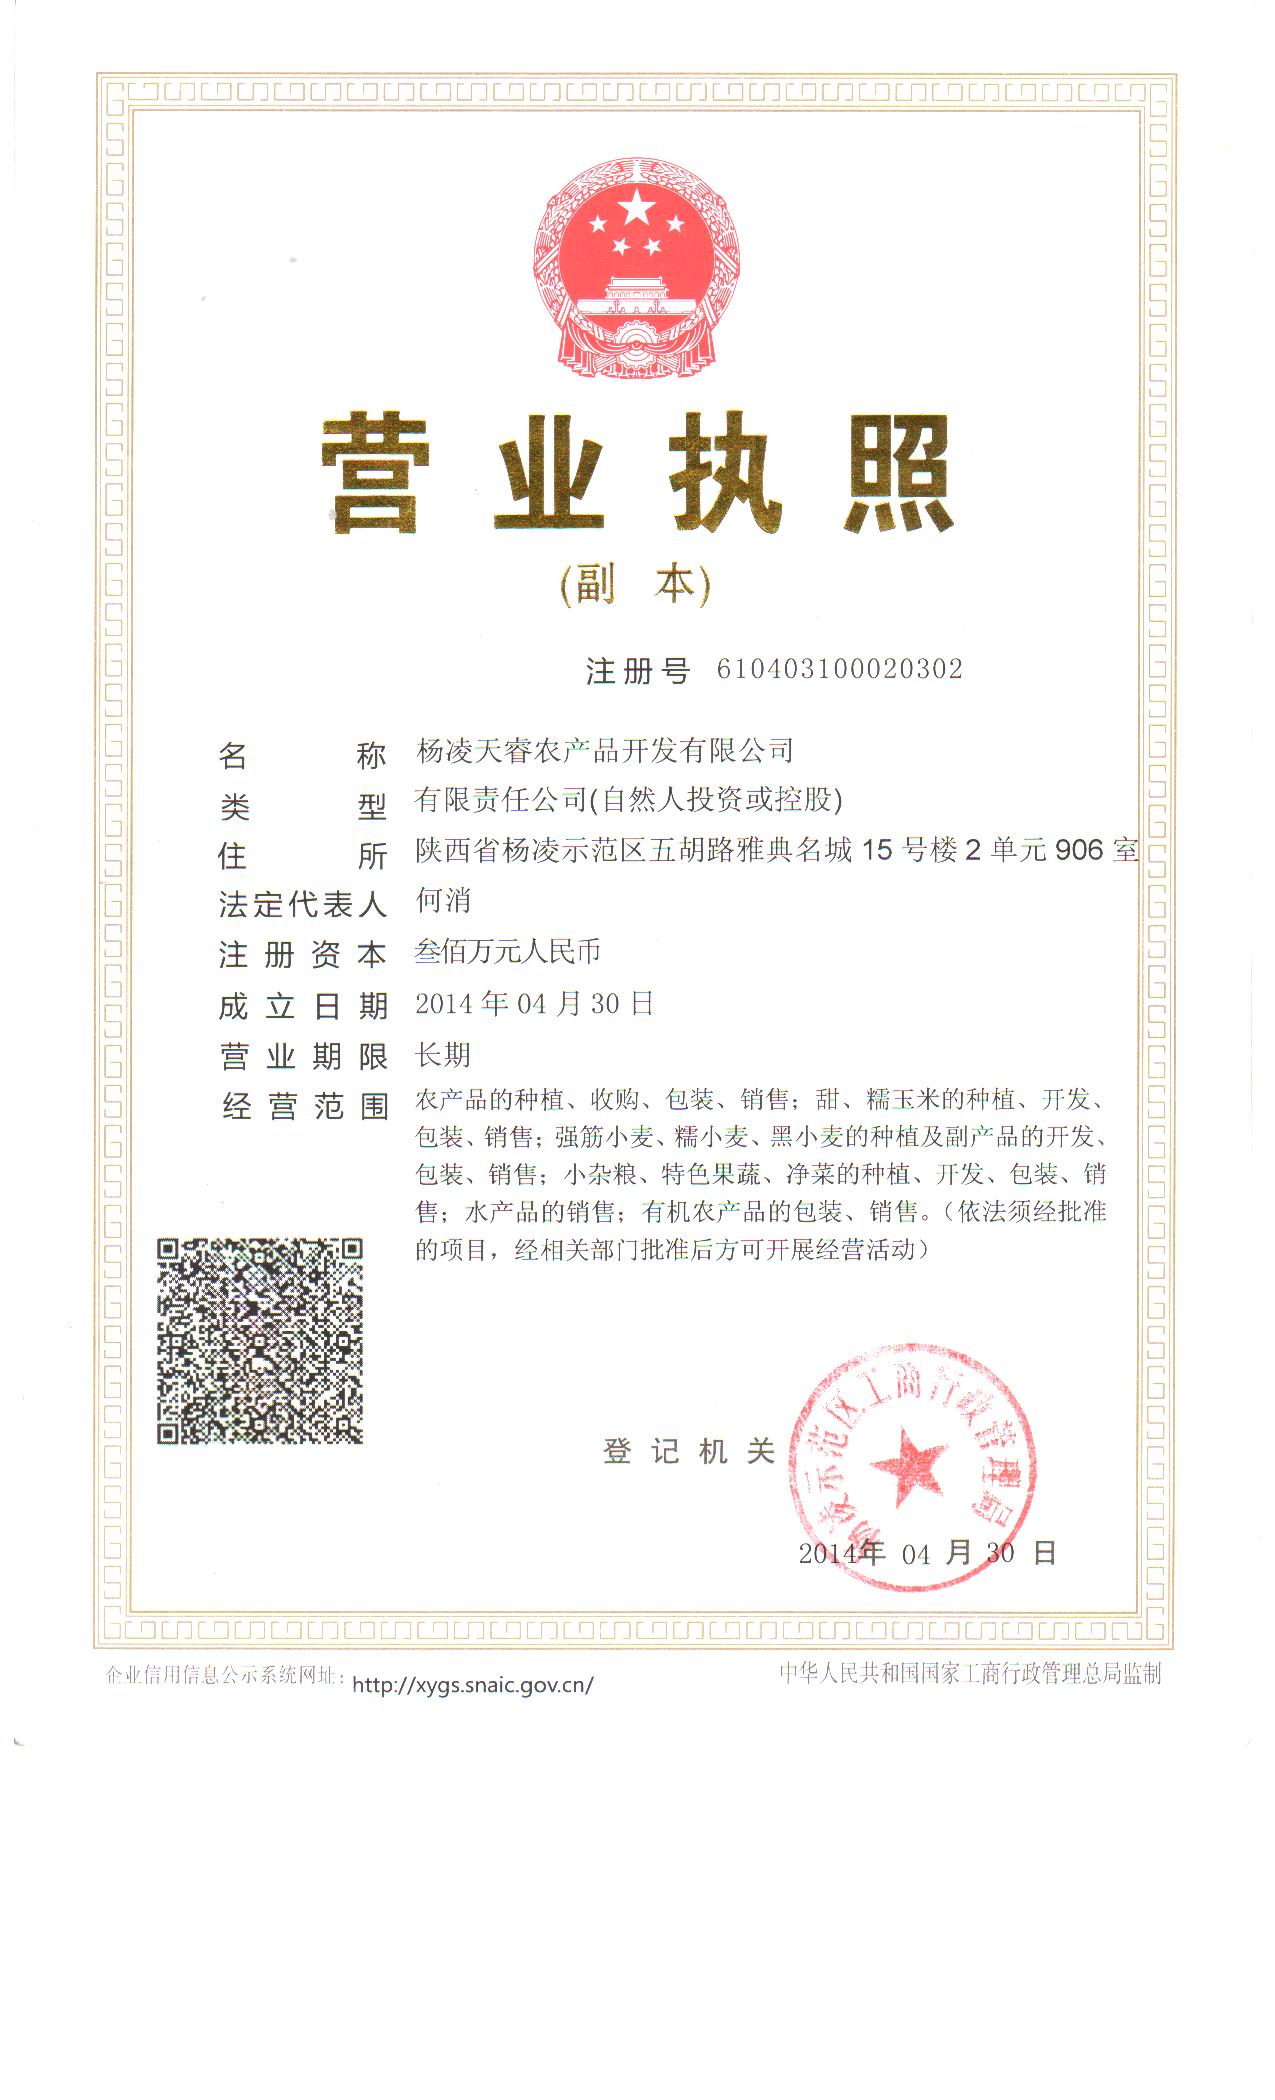 营业执照
(副 本)
注册号 610403100020302
名 称 杨凌天睿农产品开发有限公司
类 型 有限责任公司(自然人投资或控股)
住 所 陕西省杨凌示范区五胡路雅典名城 15 号楼 2 单元 906 室
法定代表人 何消
注册资本 叁佰万元人民币
成立日期 2014 年 04 月 30 日
营业期限 长期
经营范围 农产品的种植、收购、包装、销售；甜、糯玉米的种植、开发、
包装、销售；强筋小麦、糯小麦、黑小麦的种植及副产品的开发、
包装、销售；小杂粮、特色果蔬、净菜的种植、开发、包装、销
售；水产品的销售；有机农产品的包装、销售。（依法须经批准
的项目，经相关部门批准后方可开展经营活动）
杨凌示范区工商行政管理局
登记机关
2014年 04 月 30 日
企业信用信息公示系统网址：http://xygs.snaic.gov.cn/
中华人民共和国国家工商行政管理总局监制